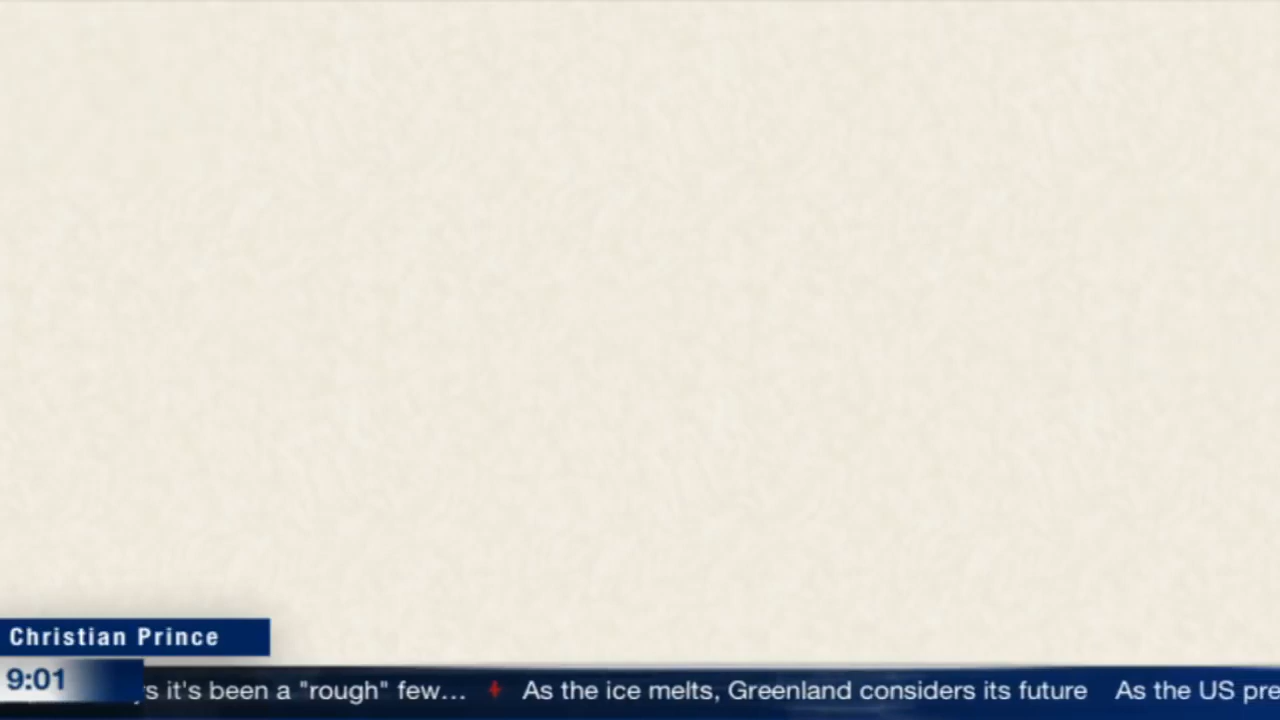 Christian Prince
9:01
it's been a "rough" few... As the ice melts, Greenland considers its future As the US